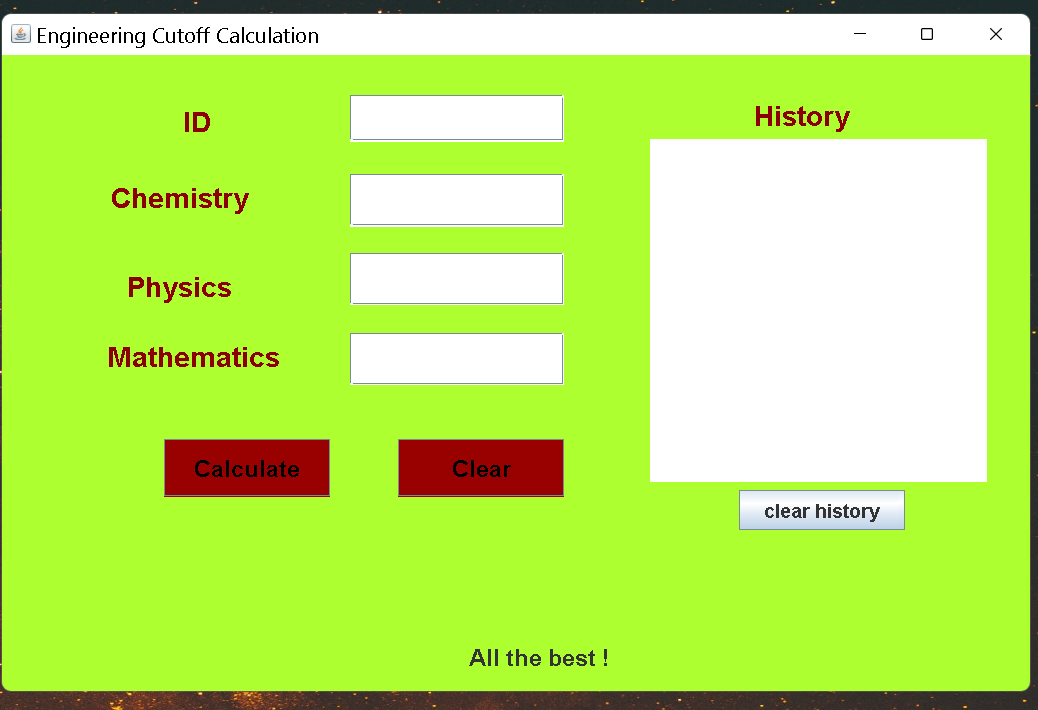 Engineering Cutoff Calculation
ID
Chemistry
Physics
Mathematics
Calculate
Clear
History
clear history
All the best !